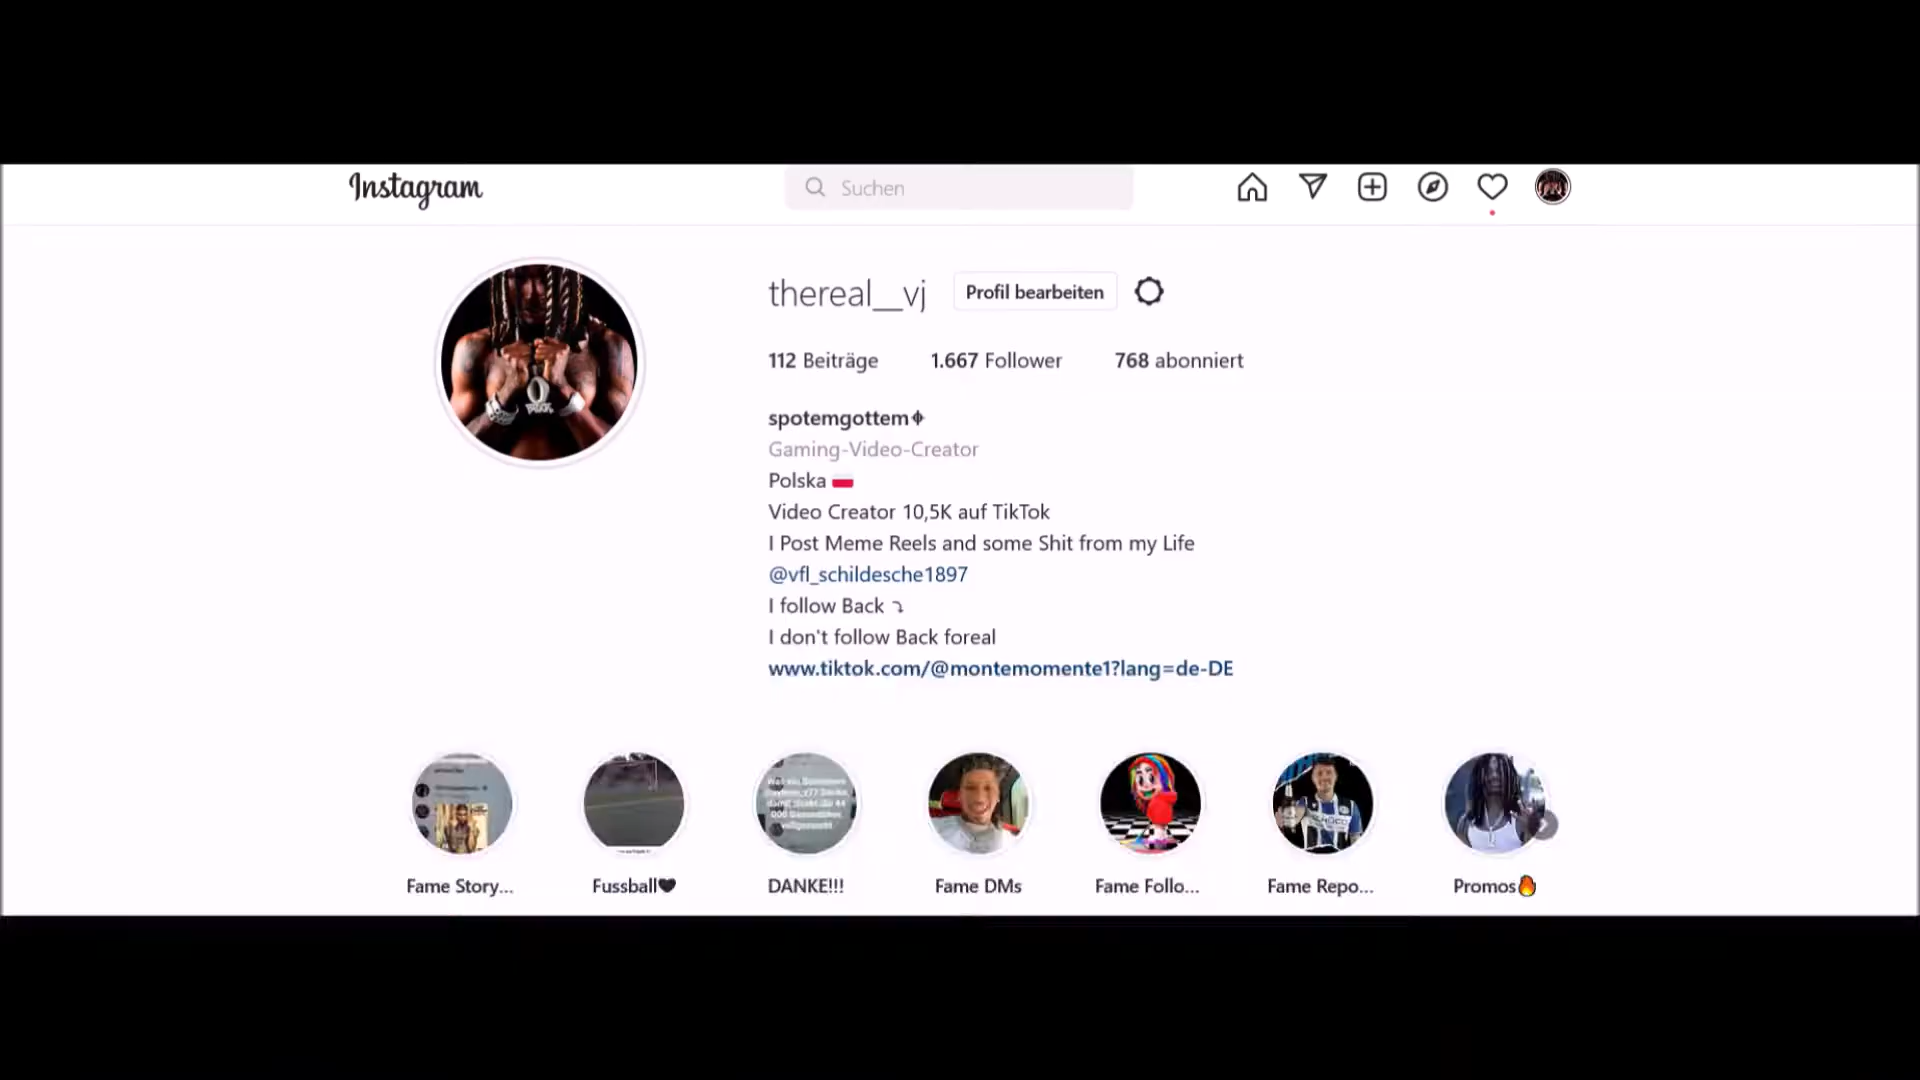 Instagram
Suchen
thereal__vj
Profil bearbeiten
112 Beiträge
1.667 Follower
768 abonniert
spotemgottem
Gaming-Video-Creator
Polska 🇵🇱
Video Creator 10,5K auf TikTok
I Post Meme Reels and some Shit from my Life
@vfl_schildesche1897
I follow Back ⤵
I don't follow Back foreal
www.tiktok.com/@montemomente1?lang=de-DE
Fame Story...
Fussball🖤
DANKE!!!
Fame DMs
Fame Follo...
Fame Repo...
Promos🔥